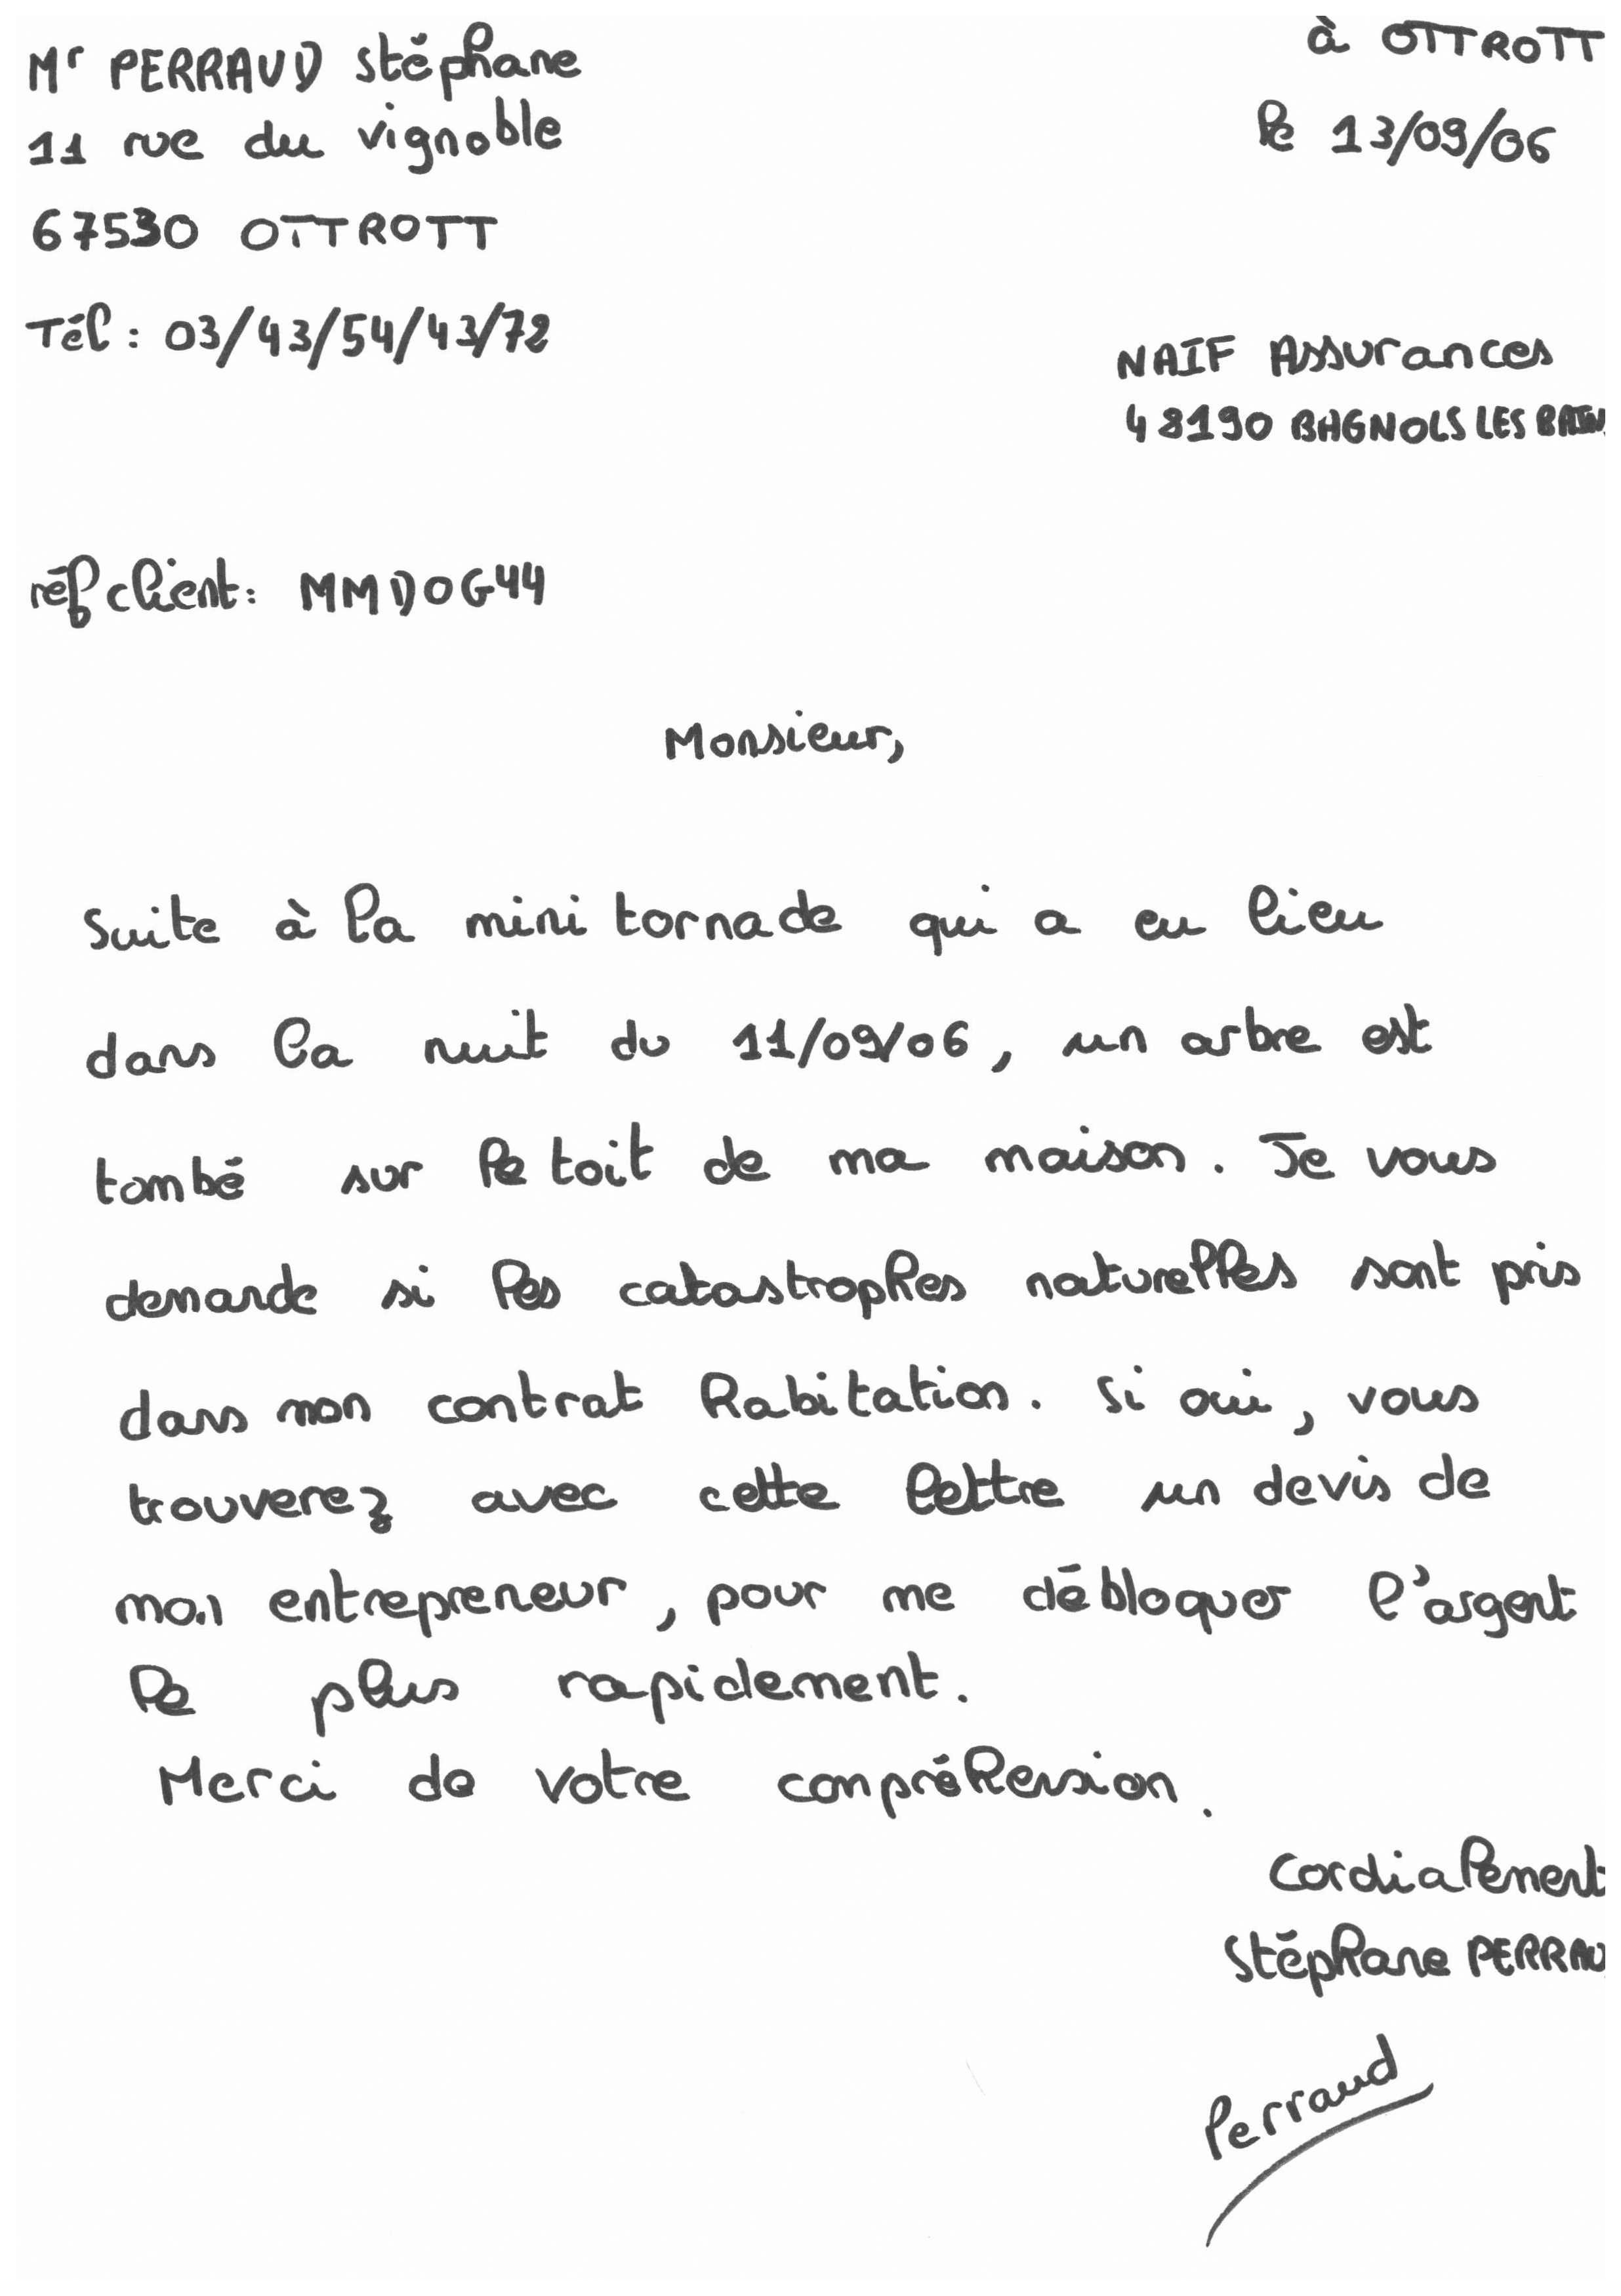 Mr PERRAUD Stéphane
11 rue du vignoble
67530 OTTROTT
Tél : 03/43/54/43/72
à OTTROTT
le 13/09/06
NAIF Assurances
48190 BAGNOLS LES BAIN
réf client : MMDOG44
Monsieur,
Suite à la mini tornade qui a eu lieu
dans la nuit du 11/09/06, un arbre est
tombé sur le toit de ma maison. Je vous
demande si les catastrophes naturelles sont pris
dans mon contrat habitation. Si oui, vous
trouverez avec cette lettre un devis de
mon entrepreneur, pour me débloquer l'argent
le plus rapidement.
Merci de votre conpréhension.
Cordialement
Stéphane PERRAU
Perraud